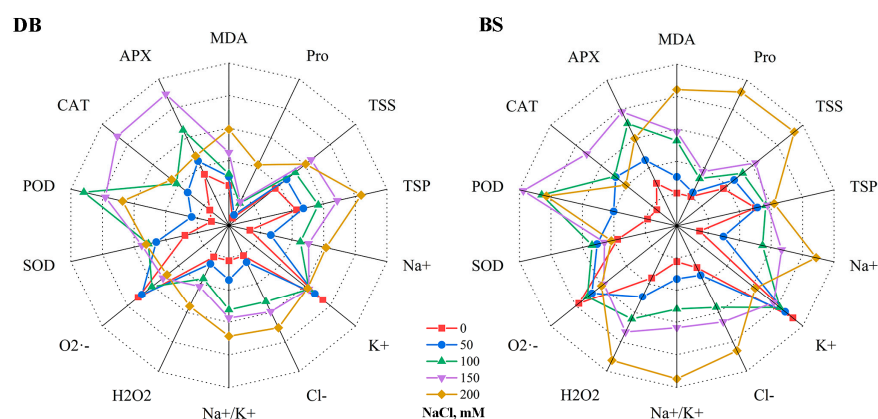 DB
MDA
Pro
TSS
TSP
Na+
K+
Cl-
Na+/K+
H2O2
O2·-
SOD
POD
CAT
APX
BS
MDA
Pro
TSS
TSP
Na+
K+
Cl-
Na+/K+
H2O2
O2·-
SOD
POD
CAT
APX
0
50
100
150
200
NaCl, mM